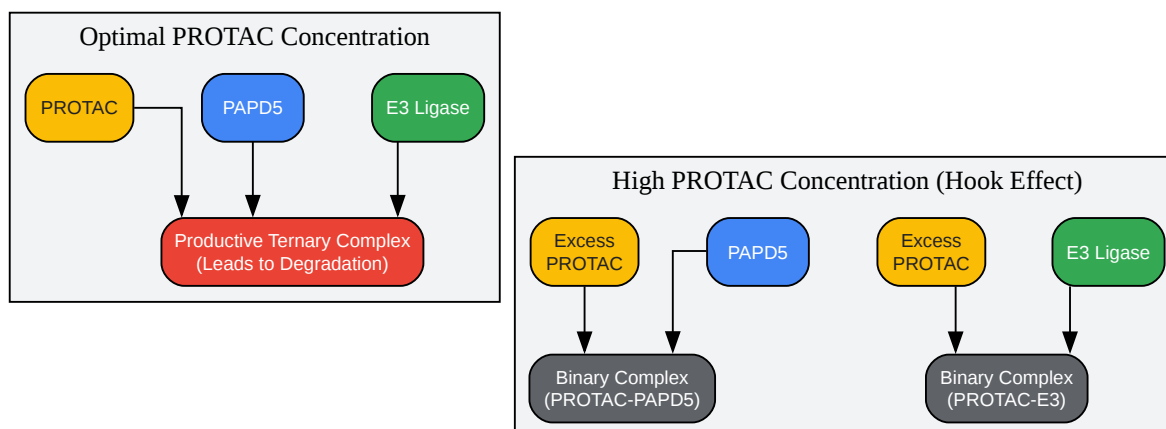 Optimal PROTAC Concentration
PROTAC
PAPD5
E3 Ligase
Productive Ternary Complex
(Leads to Degradation)
High PROTAC Concentration (Hook Effect)
Excess
PROTAC
PAPD5
Excess
PROTAC
E3 Ligase
Binary Complex
(PROTAC-PAPD5)
Binary Complex
(PROTAC-E3)